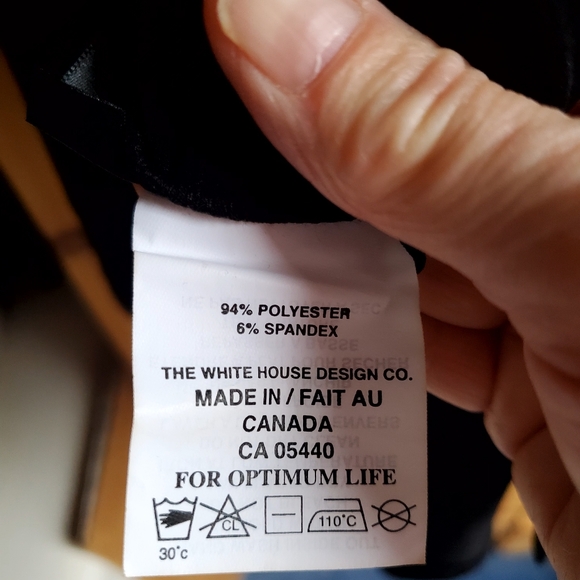 94% POLYESTER
6% SPANDEX
THE WHITE HOUSE DESIGN CO.
MADE IN / FAIT AU
CANADA
CA 05440
FOR OPTIMUM LIFE
CL
110°C
30°c